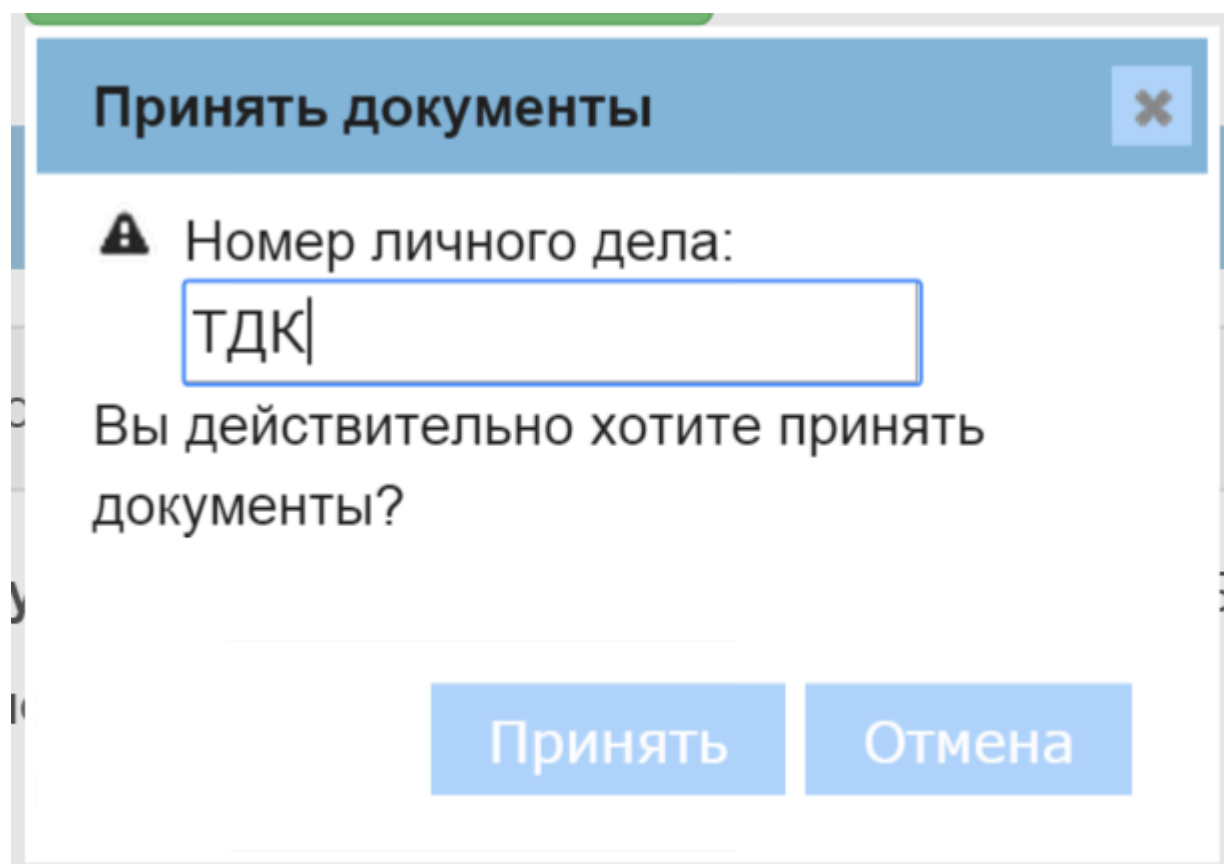 Принять документы
Номер личного дела:
ТДК
Вы действительно хотите принять
документы?
Принять Отмена